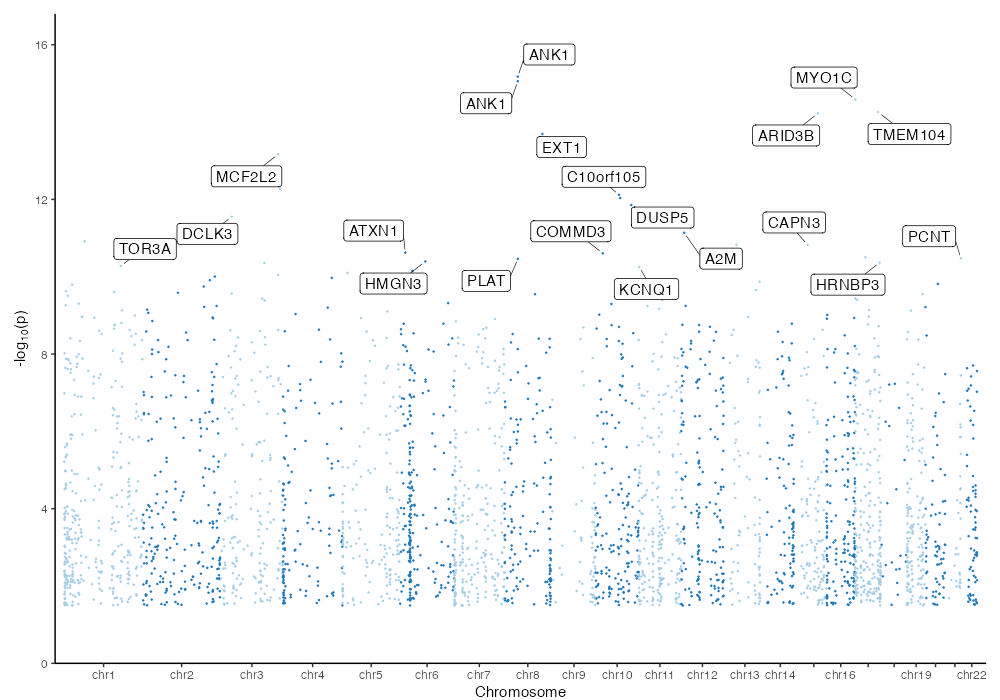 16
ANK1
MYO1C
ANK1
ARID3B
TMEM104
EXT1
MCF2L2
C10orf105
12
DUSP5
CAPN3
DCLK3
ATXN1
COMMD3
PCNT
TOR3A
A2M
HMGN3
PLAT
KCNQ1
HRNBP3
8
-log10(p)
4
0
chr1 chr2 chr3 chr4 chr5 chr6 chr7 chr8 chr9 chr10 chr11 chr12 chr13 chr14 chr16 chr19 chr22
Chromosome